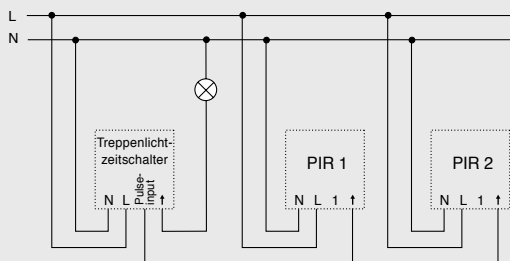 L
N
Treppenlicht-
zeitschalter
N L Pulse-
input ↑
PIR 1
N L 1 ↑
PIR 2
N L 1 ↑